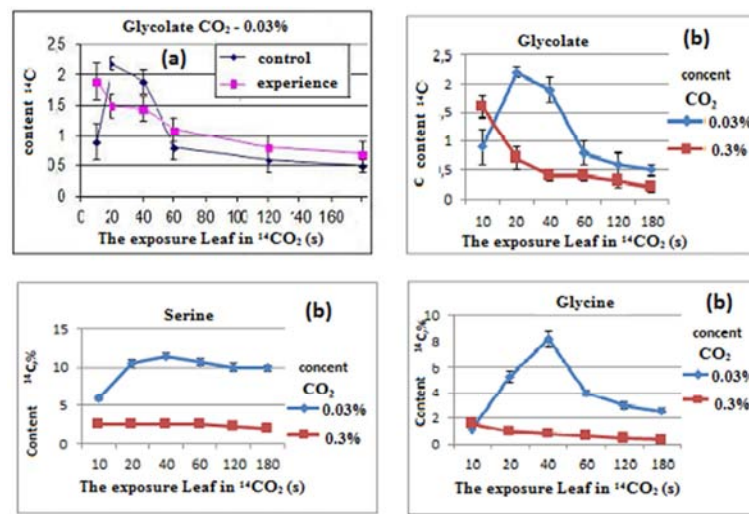 Glycolate CO₂ - 0.03%
(a)
control
experience
content ¹⁴C
2,5
2
1,5
1
0,5
0
20 40 60 80 120 160
The exposure Leaf in ¹⁴CO₂ (s)
Glycolate
(b)
concent
CO₂
0.03%
0.3%
C content ¹⁴C
2,5
2
,5
1
,5
0
10 20 40 60 120 180
The exposure Leaf in ¹⁴CO₂ (s)
Serine
(b)
concent
CO₂
0.03%
0.3%
Content ¹⁴C,%
15
10
5
0
10 20 40 60 120 180
The exposure Leaf in ¹⁴CO₂ (s)
Glycine
(b)
concent
CO₂
0.03%
0.3%
Content ¹⁴C,%
10
8
6
4
2
0
10 20 40 60 120 180
The exposure Leaf in ¹⁴CO₂ (s)